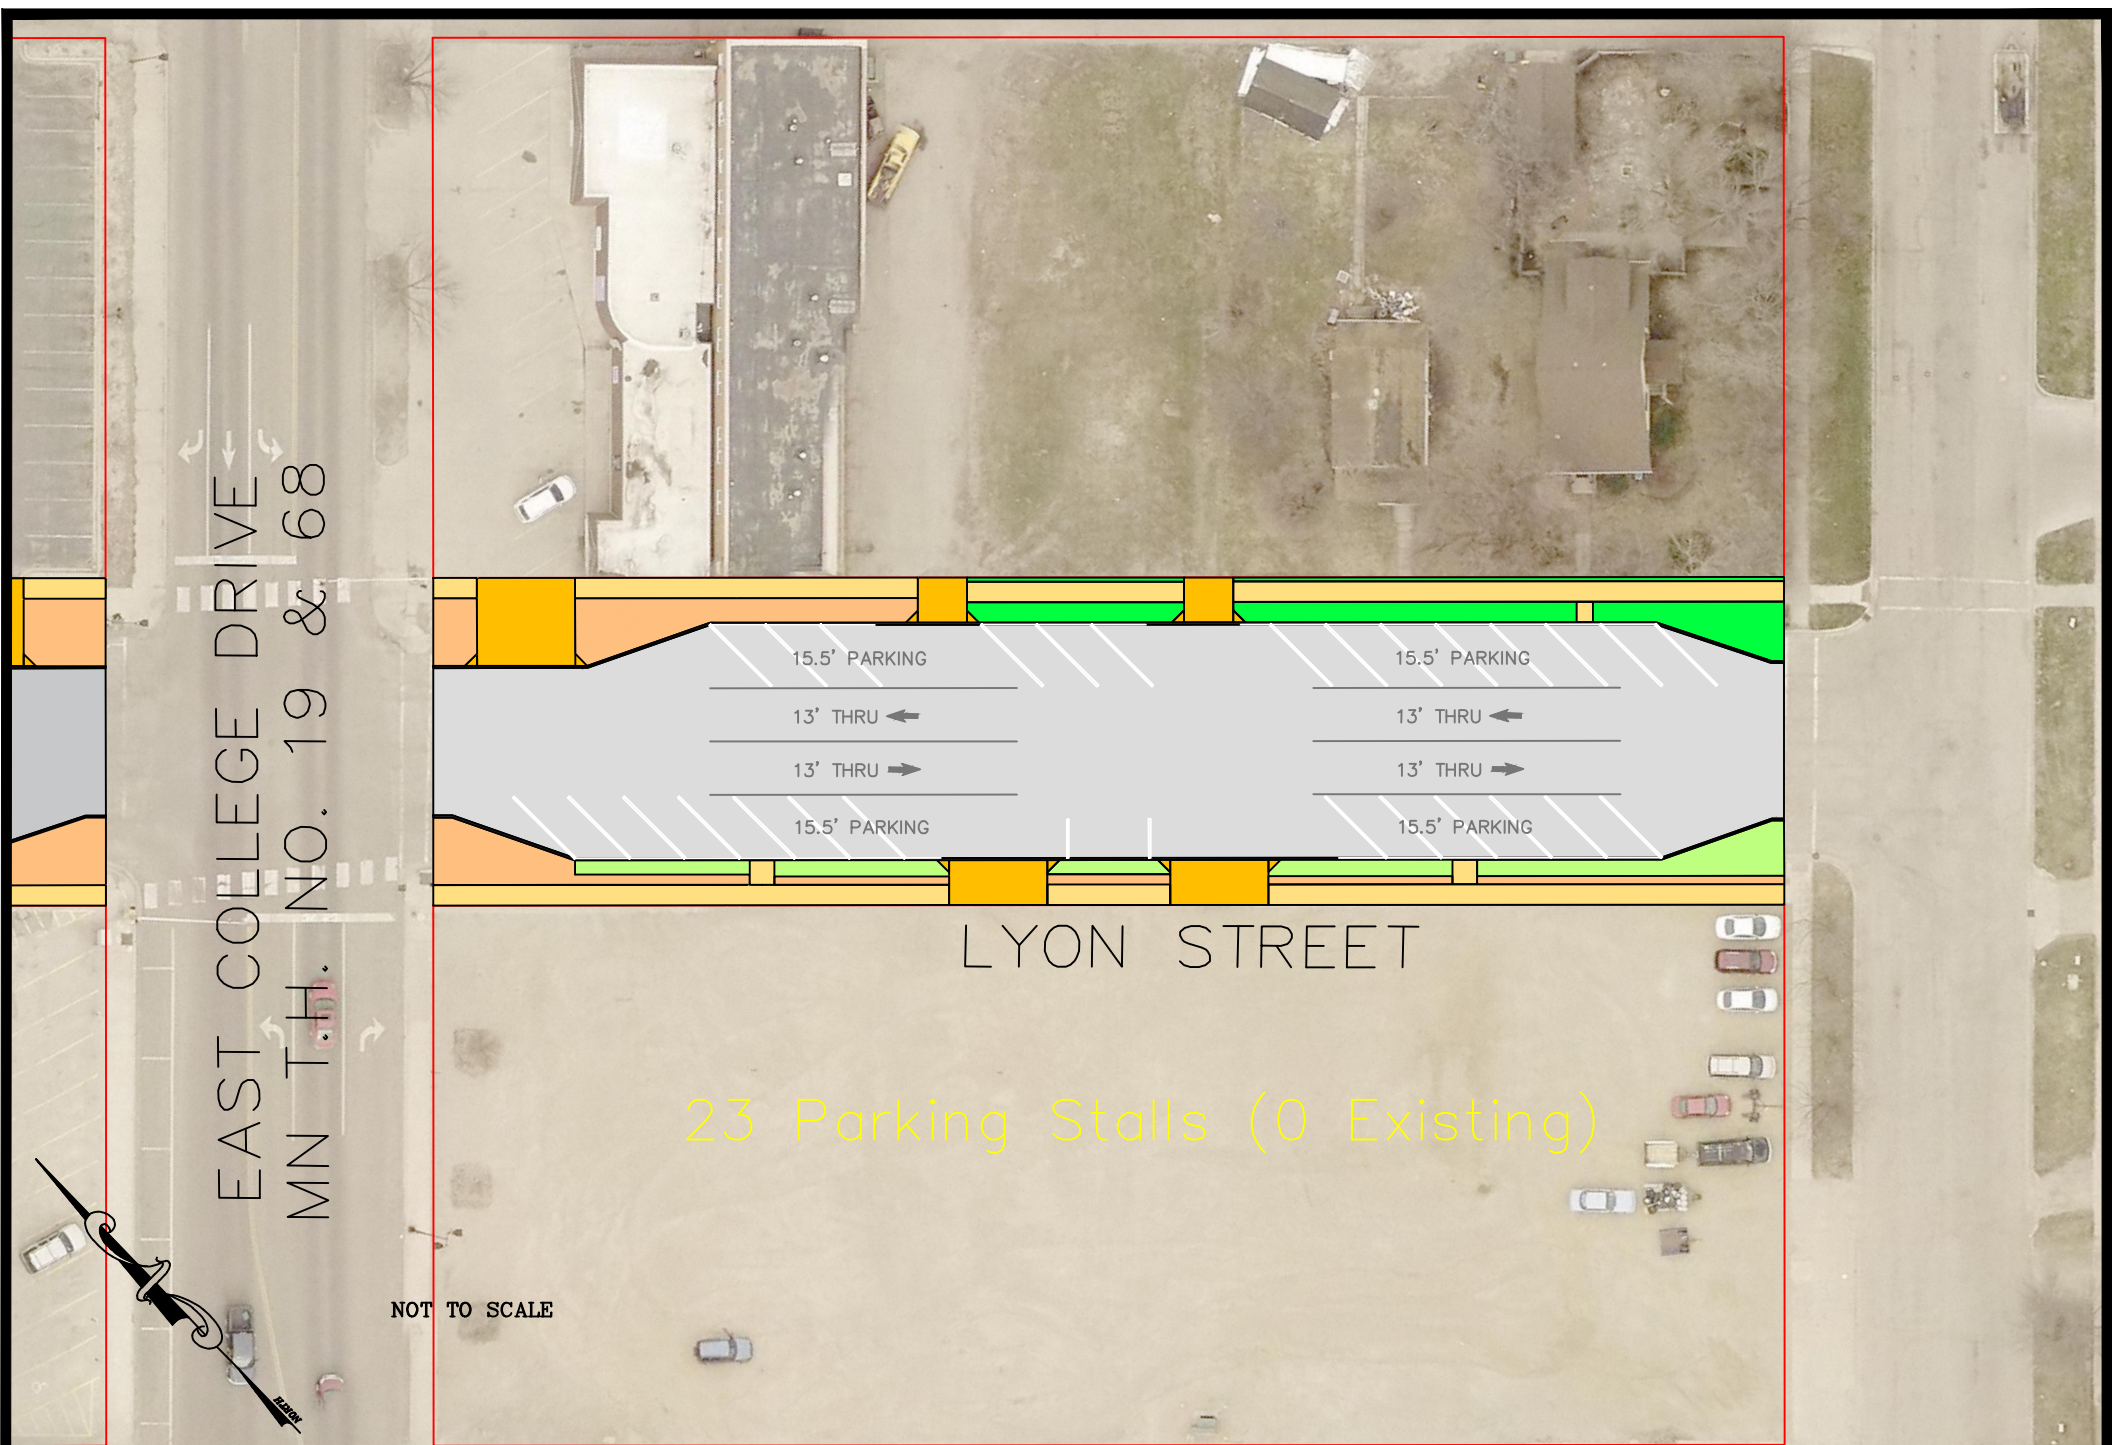 EAST COLLEGE DRIVE
MN T.H. NO. 19 & 68
15.5' PARKING
15.5' PARKING
13' THRU
13' THRU
13' THRU
13' THRU
15.5' PARKING
15.5' PARKING
LYON STREET
23 Parking Stalls (0 Existing)
NOT TO SCALE
NORTH